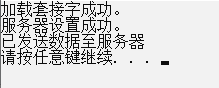 加载套接字成功。
服务器设置成功。
已发送数据至服务器
请按任意键继续. . .